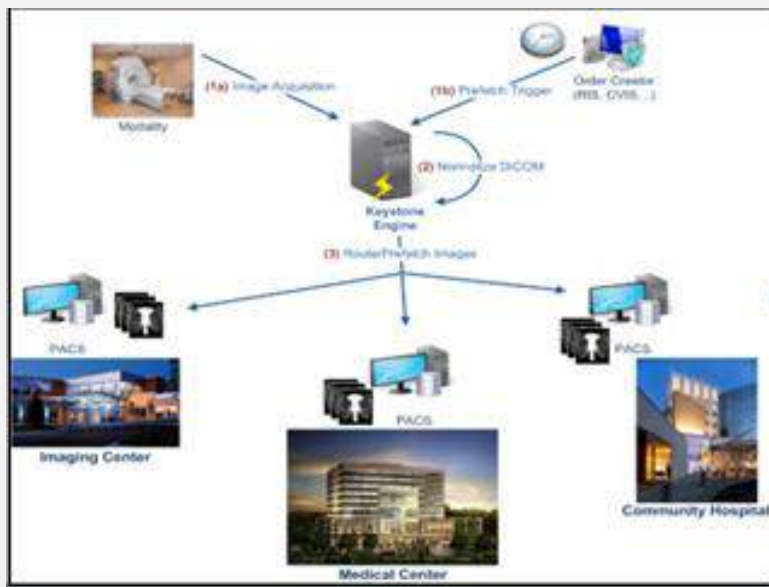 (1a) Image Acquisition
(1b) Prefetch Trigger
Order Creator
(RIS, CVIS, ..)
Modality
(2) Normalize DICOM
Keystone
Engine
(3) Router/Prefetch Images
PACS
PACS
PACS
Imaging Center
Community Hospital
Medical Center